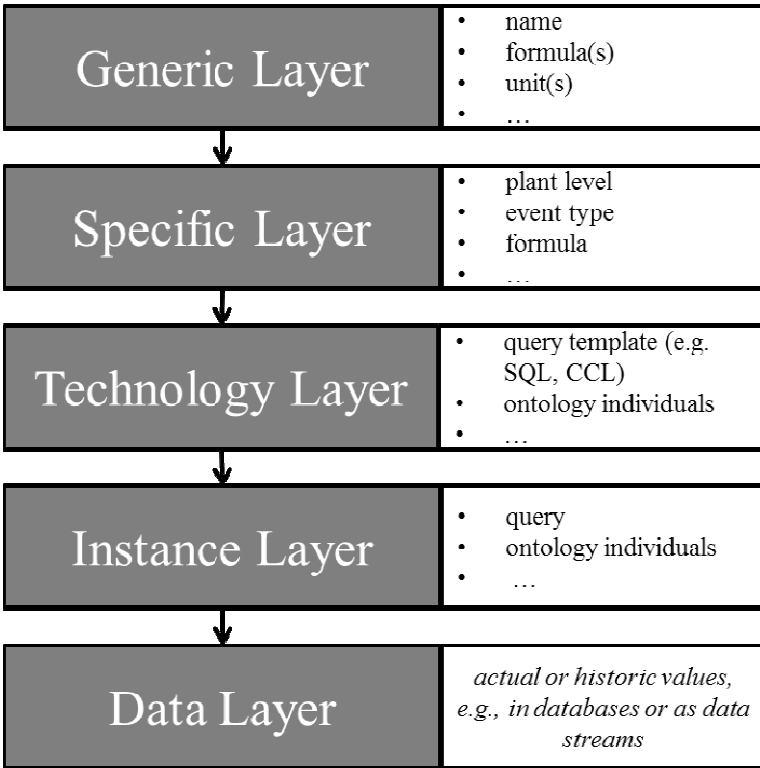 Generic Layer
• name
• formula(s)
• unit(s)
• ...
Specific Layer
• plant level
• event type
• formula
• ...
Technology Layer
• query template (e.g.
SQL, CCL)
• ontology individuals
• ...
Instance Layer
• query
• ontology individuals
• ...
Data Layer
actual or historic values,
e.g., in databases or as data
streams